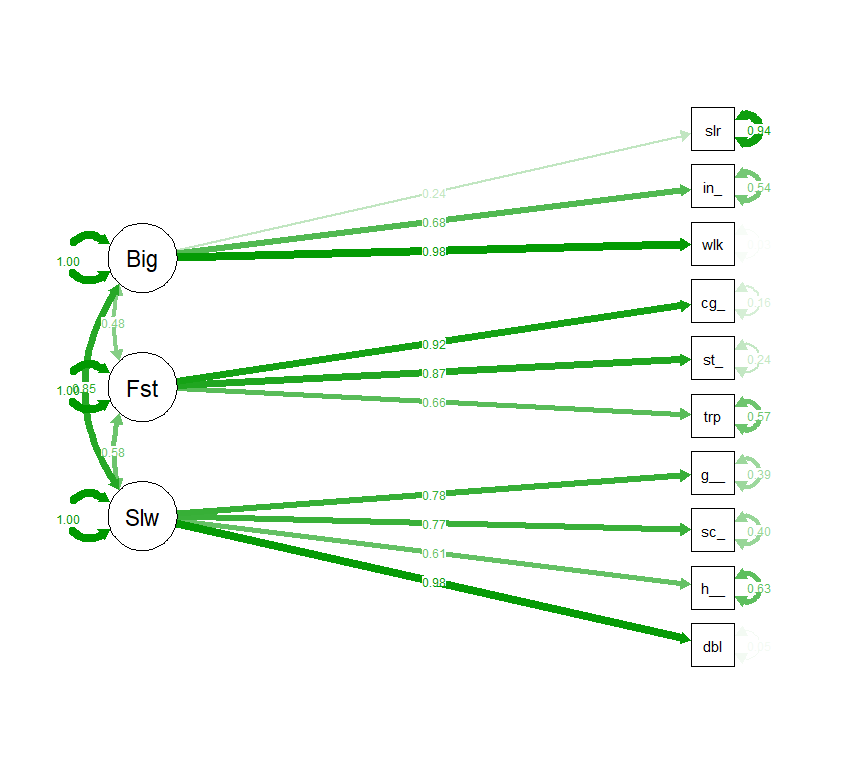 slr
0.94
0.24
in_
0.54
0.68
wlk
0.98
Big
1.00
cg_
0.16
0.48
0.92
st_
0.24
0.87
Fst
1.00
0.85
trp
0.57
0.66
0.58
g__
0.39
0.78
Slw
1.00
sc_
0.40
0.77
h__
0.63
0.61
0.98
dbl